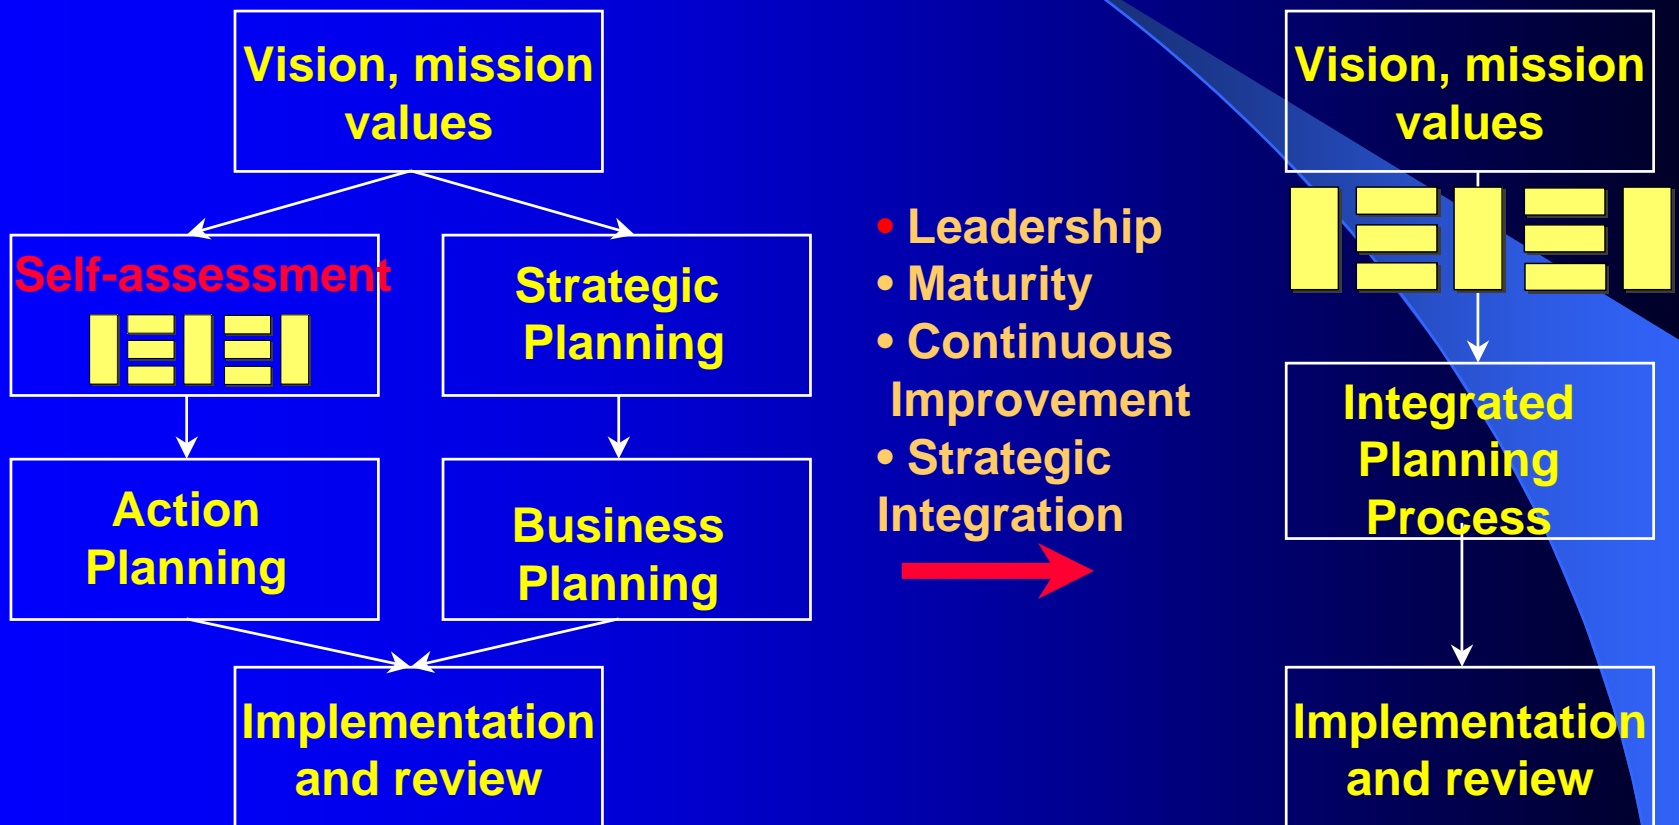 Vision, mission
values
Self-assessment
Strategic
Planning
Action
Planning
Business
Planning
Implementation
and review
• Leadership
• Maturity
• Continuous
Improvement
• Strategic
Integration
Vision, mission
values
Integrated
Planning
Process
Implementation
and review